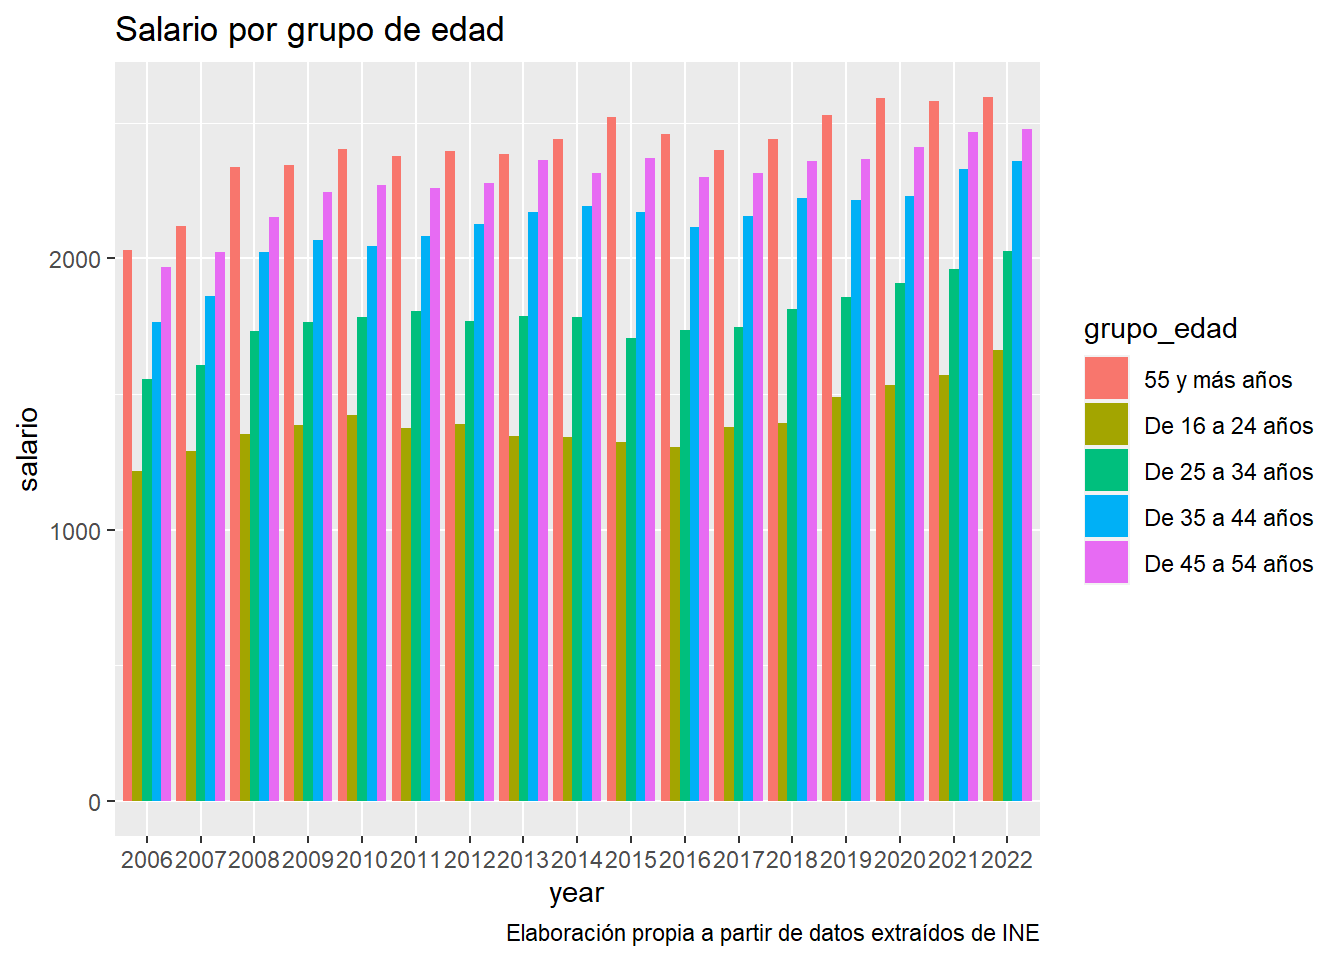 Salario por grupo de edad
salario
2000
1000
0
2006 2007 2008 2009 2010 2011 2012 2013 2014 2015 2016 2017 2018 2019 2020 2021 2022
year
grupo_edad
55 y más años
De 16 a 24 años
De 25 a 34 años
De 35 a 44 años
De 45 a 54 años
Elaboración propia a partir de datos extraídos de INE